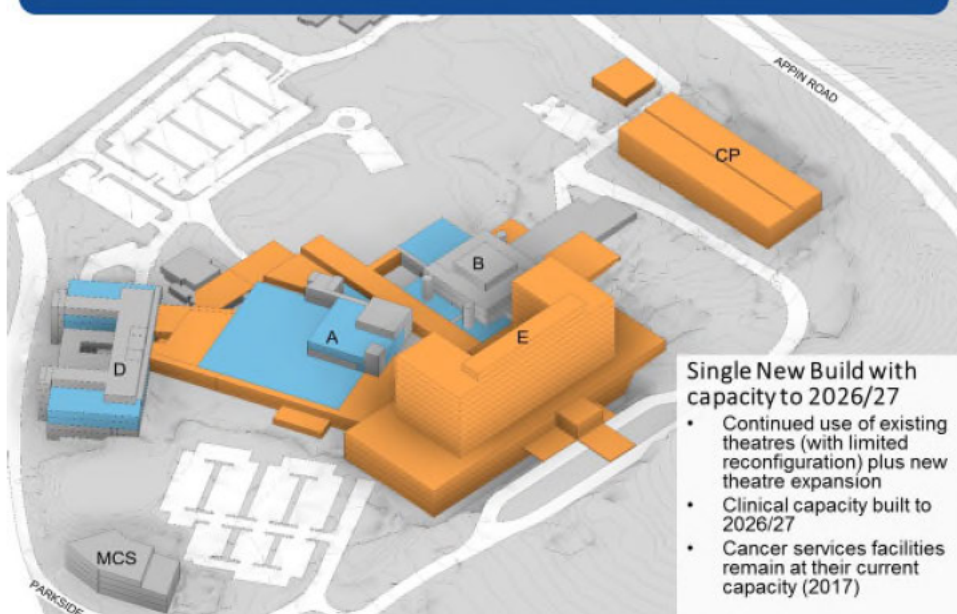 APPIN ROAD
CP
B
A
E
D
MCS
PARKSIDE
Single New Build with
capacity to 2026/27
• Continued use of existing
theatres (with limited
reconfiguration) plus new
theatre expansion
• Clinical capacity built to
2026/27
• Cancer services facilities
remain at their current
capacity (2017)